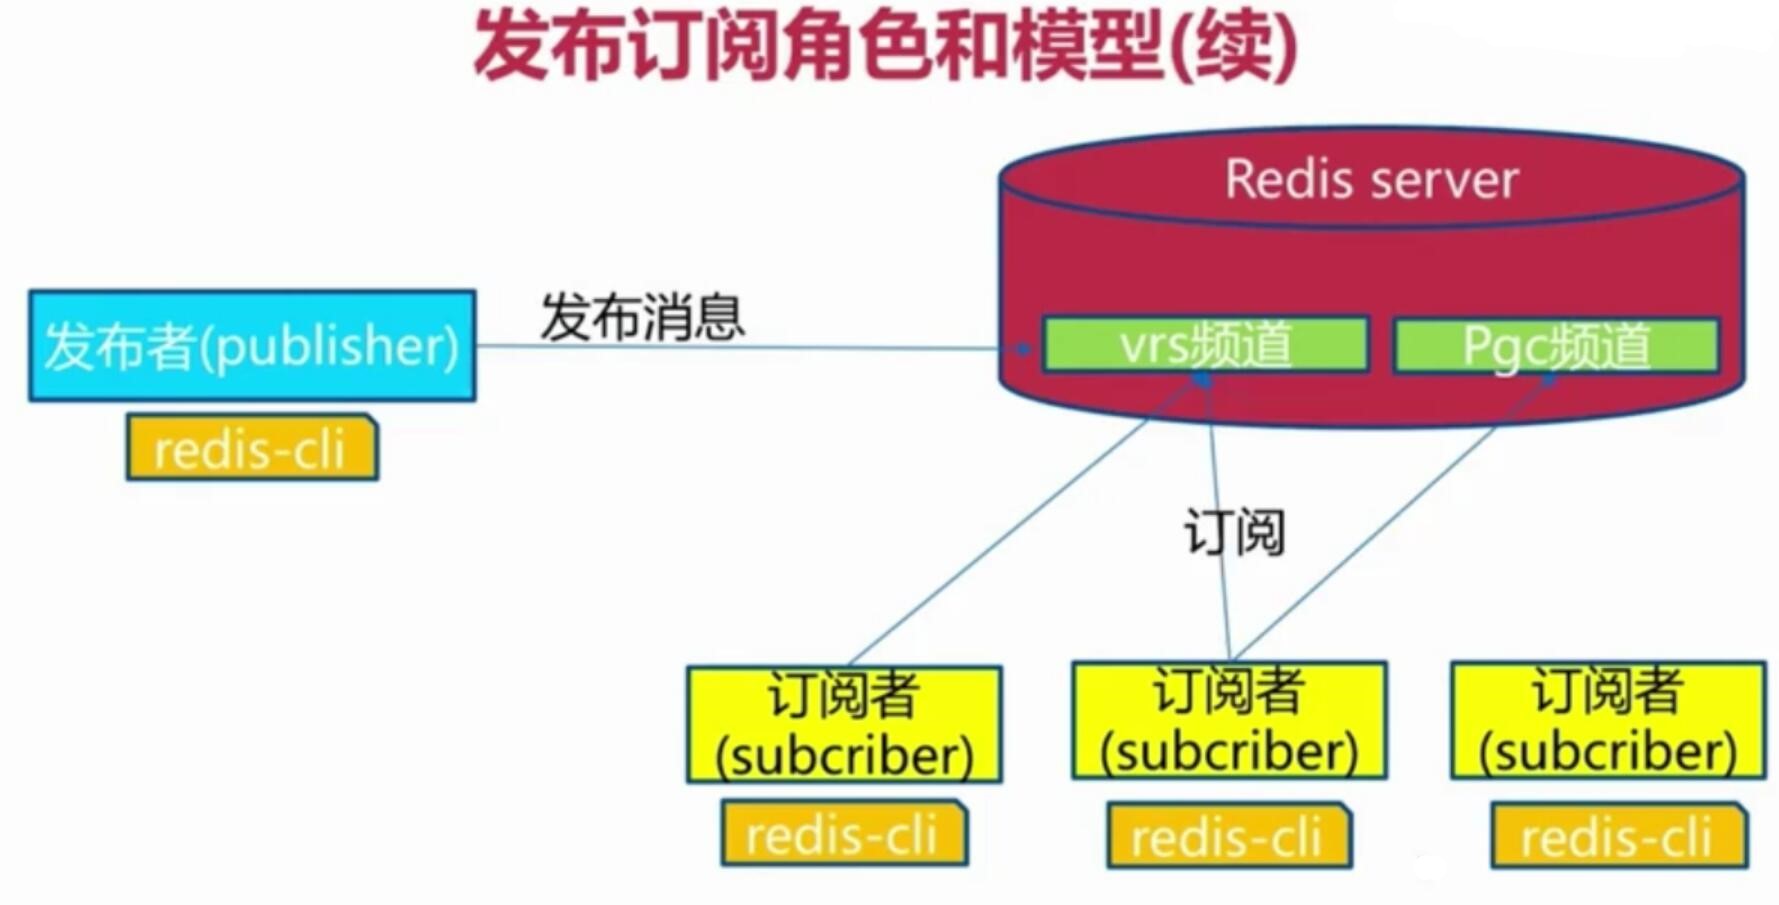 发布订阅角色和模型(续)
Redis server
发布消息
发布者(publisher)
vrs频道
Pgc频道
redis-cli
订阅
订阅者
(subcriber)
订阅者
(subcriber)
订阅者
(subcriber)
redis-cli
redis-cli
redis-cli